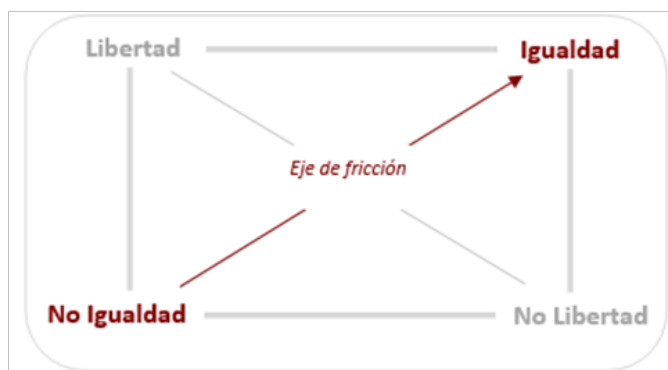 Libertad
Igualdad
Eje de fricción
No Igualdad
No Libertad